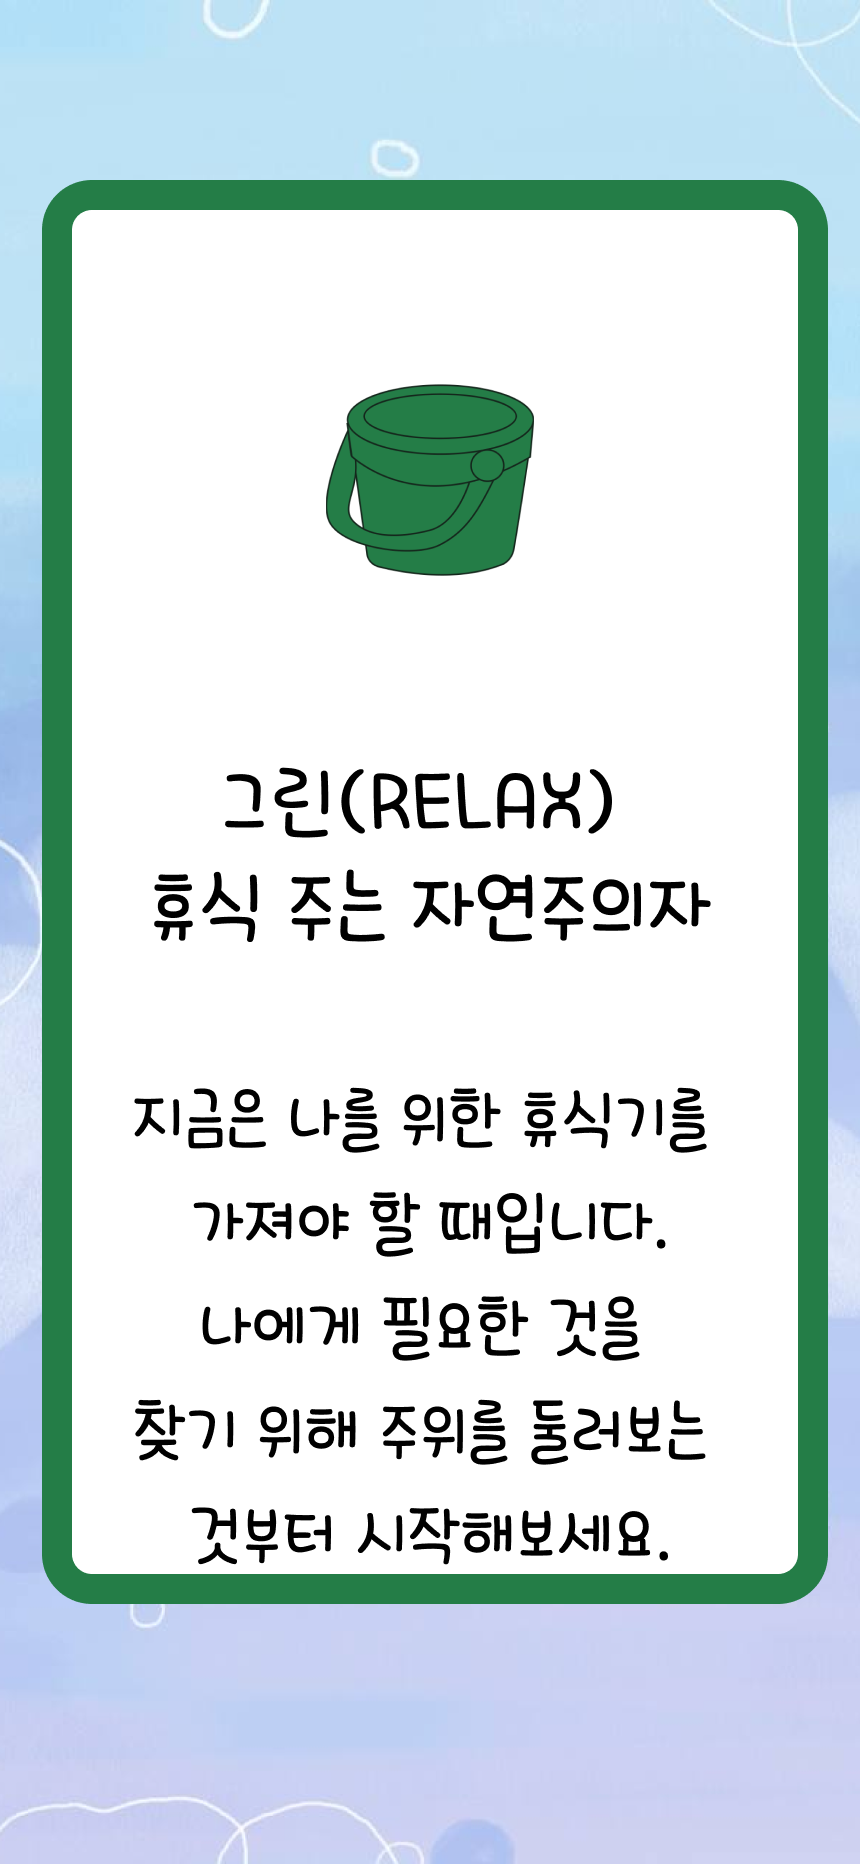 그린(RELAX)
휴식 주는 자연주의자
지금은 나를 위한 휴식기를
가져야 할 때입니다.
나에게 필요한 것을
찾기 위해 주위를 둘러보는
것부터 시작해보세요.